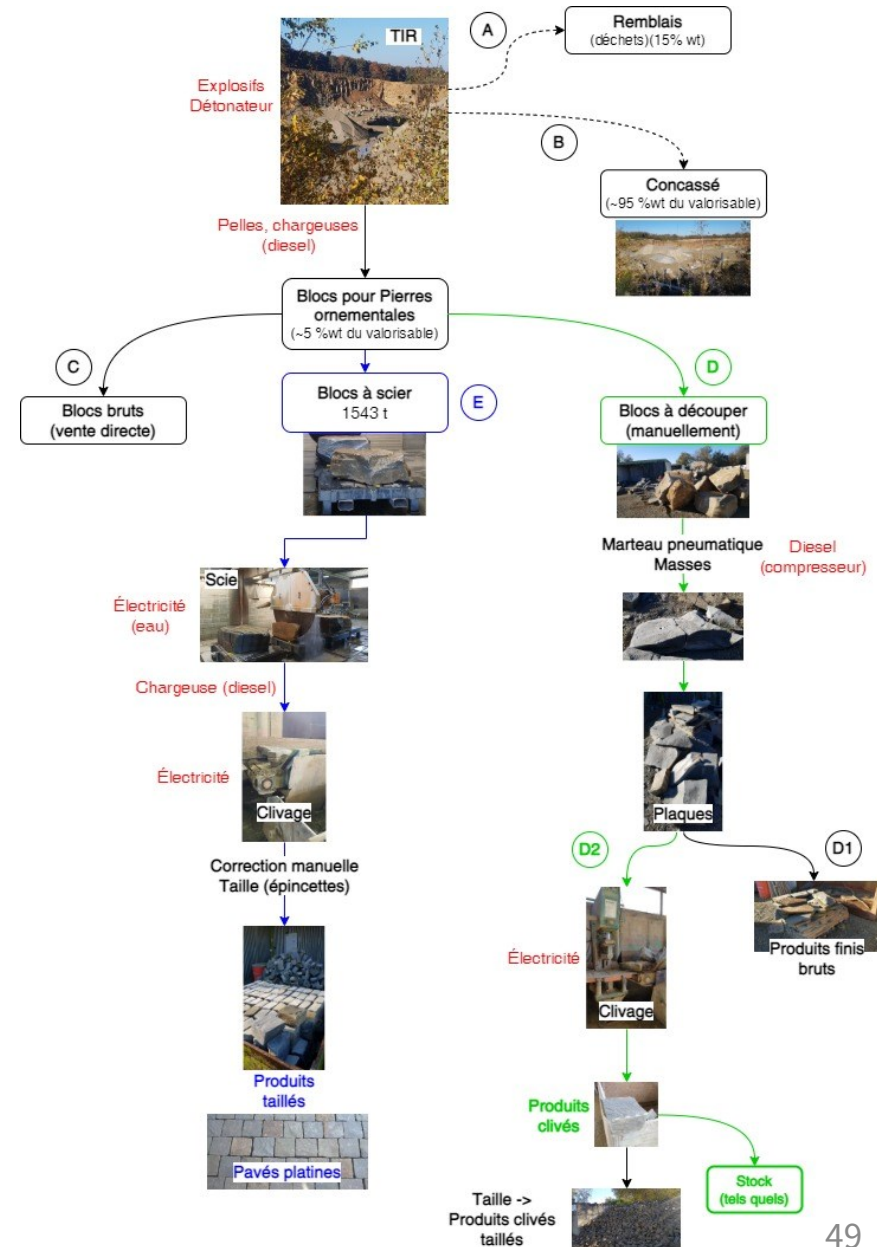 TIR
A
Remblais
(déchets)(15% wt)
Explosifs
Détonateur
B
Concassé
(~95 %wt du valorisable)
Pelles, chargeuses
(diesel)
Blocs pour Pierres
ornementales
(~5 %wt du valorisable)
C
D
Blocs bruts
(vente directe)
Blocs à scier
1543 t
E
Blocs à découper
(manuellement)
Marteau pneumatique
Masses
Diesel
(compresseur)
Scie
Électricité
(eau)
Chargeuse (diesel)
Électricité
Clivage
Plaques
Correction manuelle
Taille (épincettes)
D2
D1
Produits finis
bruts
Électricité
Clivage
Produits
taillés
Pavés platines
Produits
clivés
Stock
(tels quels)
Taille ->
Produits clivés
taillés
49